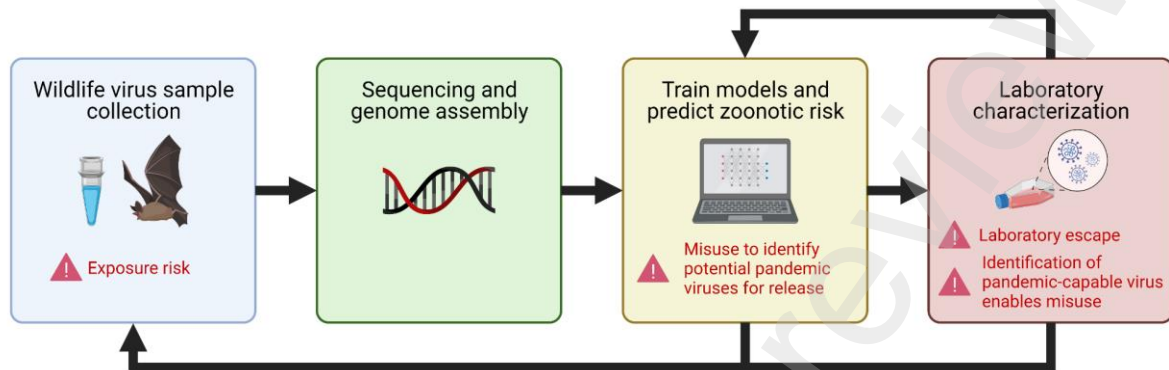 Wildlife virus sample
collection
Exposure risk
Sequencing and
genome assembly
Train models and
predict zoonotic risk
Misuse to identify
potential pandemic
viruses for release
Laboratory
characterization
Laboratory escape
Identification of
pandemic-capable virus
enables misuse
review